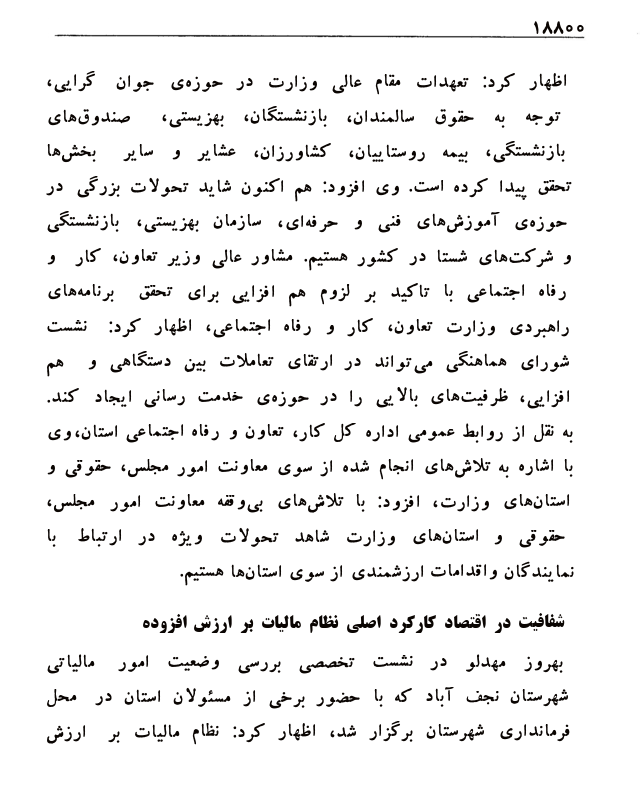 ۱۸۸۰۰
اظهار کرد: تعهدات مقام عالی وزارت در حوزه‌ی جوان گرایی،
توجه به حقوق سالمندان، بازنشستگان، بهزیستی، صندوق‌های
بازنشستگی، بیمه روستاییان، کشاورزان، عشایر و سایر بخش‌ها
تحقق پیدا کرده است. وی افزود: هم اکنون شاید تحولات بزرگی در
حوزه‌ی آموزش‌های فنی و حرفه‌ای، سازمان بهزیستی، بازنشستگی
و شرکت‌های شستا در کشور هستیم. مشاور عالی وزیر تعاون، کار و
رفاه اجتماعی با تاکید بر لزوم هم افزایی برای تحقق برنامه‌های
راهبردی وزارت تعاون، کار و رفاه اجتماعی، اظهار کرد: نشست
شورای هماهنگی می‌تواند در ارتقای تعاملات بین دستگاهی و هم
افزایی، ظرفیت‌های بالایی را در حوزه‌ی خدمت رسانی ایجاد کند.
به نقل از روابط عمومی اداره کل کار، تعاون و رفاه اجتماعی استان،وی
با اشاره به تلاش‌های انجام شده از سوی معاونت امور مجلس، حقوقی و
استان‌های وزارت، افزود: با تلاش‌های بی‌وقفه معاونت امور مجلس،
حقوقی و استان‌های وزارت شاهد تحولات ویژه در ارتباط با
نمایندگان و اقدامات ارزشمندی از سوی استان‌ها هستیم.
شفافیت در اقتصاد کارکرد اصلی نظام مالیات بر ارزش افزوده
بهروز مهدلو در نشست تخصصی بررسی وضعیت امور مالیاتی
شهرستان نجف آباد که با حضور برخی از مسئولان استان در محل
فرمانداری شهرستان برگزار شد، اظهار کرد: نظام مالیات بر ارزش